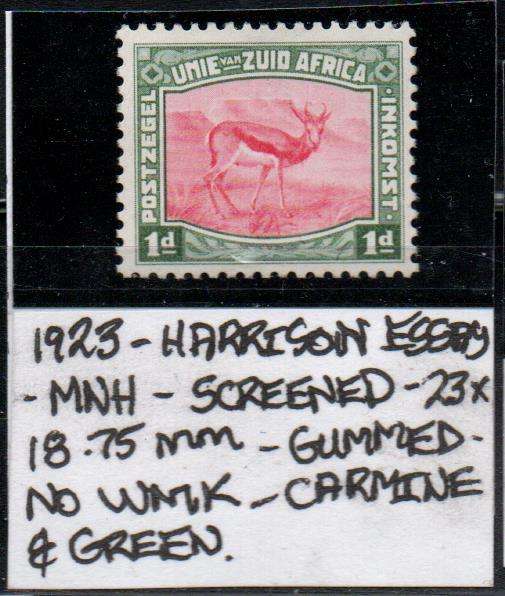 UNIE VAN ZUID AFRICA
POSTZEGEL
·INKOMST·
1d 1d
1923 - HARRISON ESSAY
- MNH - SCREENED - 23x
18.75 mm - GUMMED -
NO WMK - CARMINE
& GREEN.